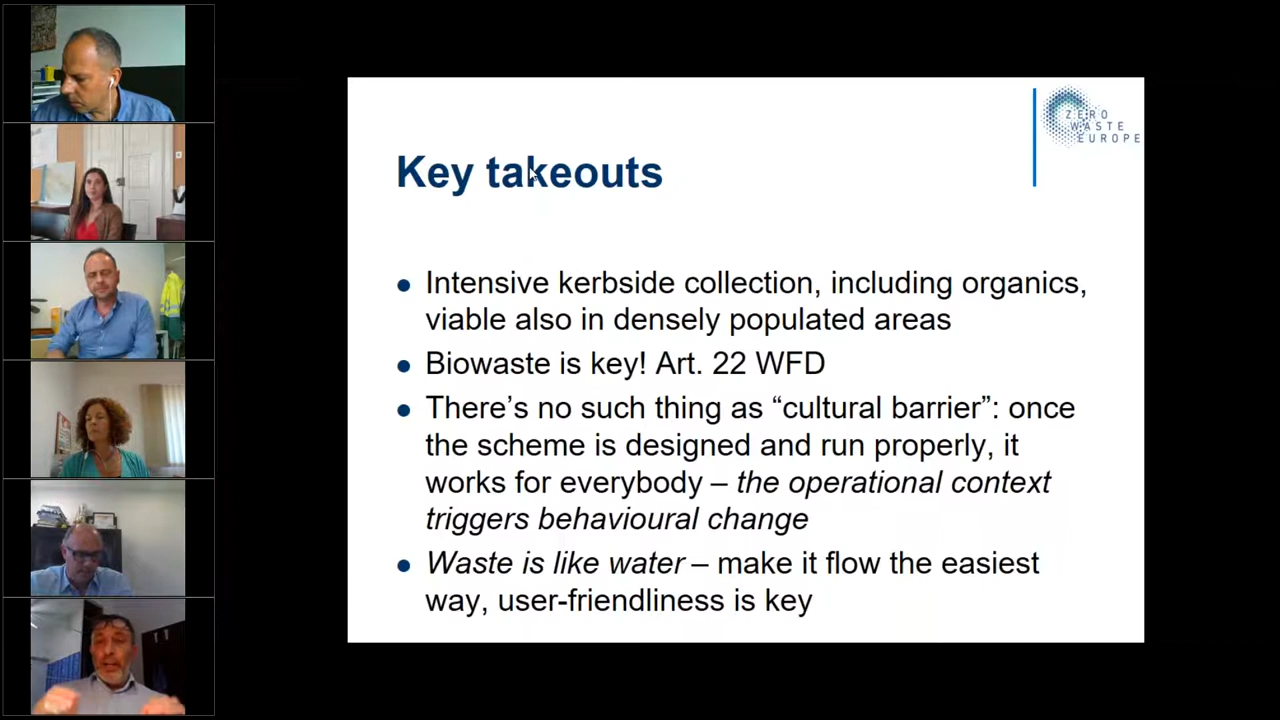 ZERO
WASTE
EUROPE
Key takeouts
Intensive kerbside collection, including organics,
viable also in densely populated areas
Biowaste is key! Art. 22 WFD
There’s no such thing as “cultural barrier”: once
the scheme is designed and run properly, it
works for everybody – the operational context
triggers behavioural change
Waste is like water – make it flow the easiest
way, user-friendliness is key